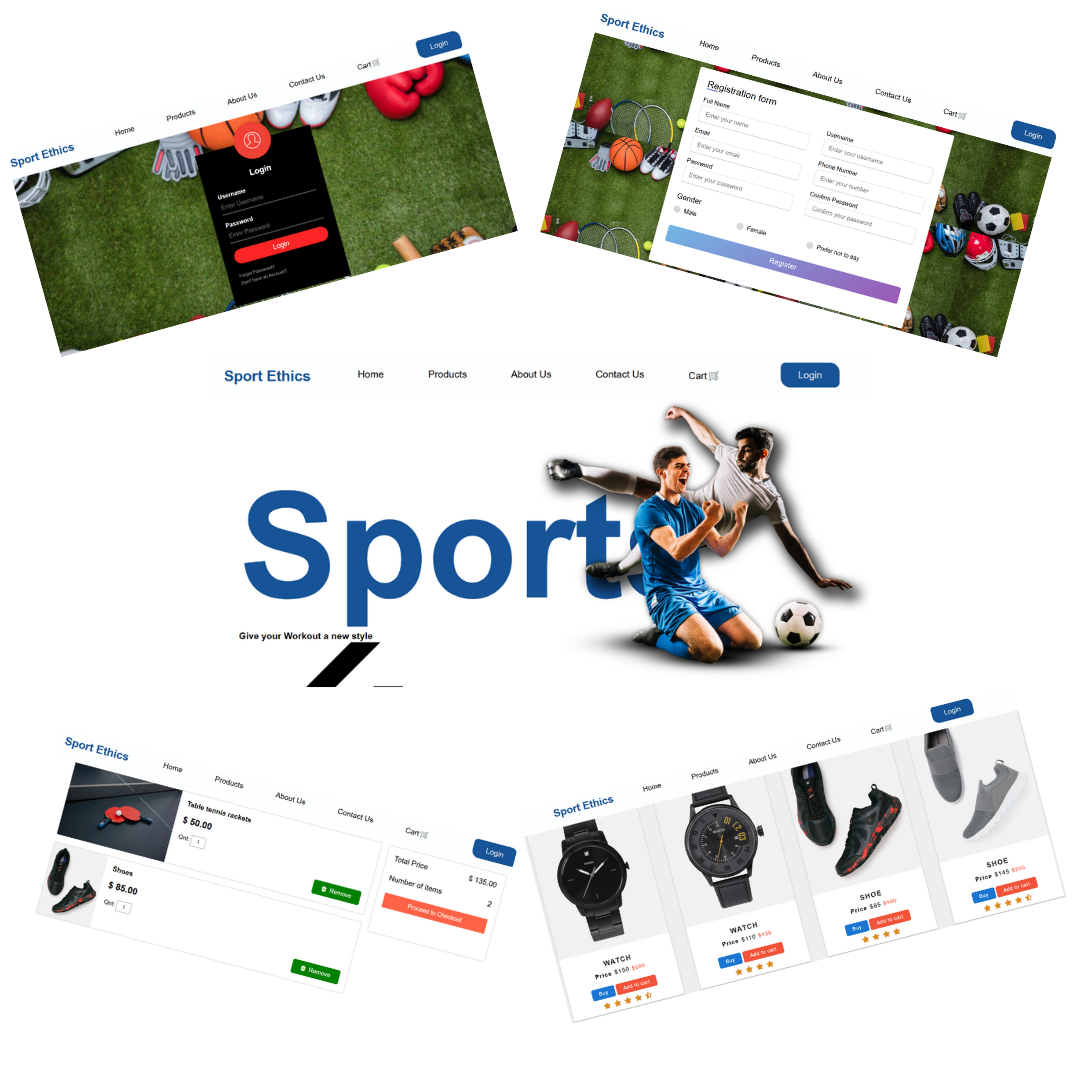 Sport Ethics
Home
Products
About Us
Contact Us
Cart
Login
Login
Username
Enter Username
Password
Enter Password
Login
Forgot Password?
Don't have an Account?
Sport Ethics
Home
Products
About Us
Contact Us
Cart
Login
Registration form
Full Name
Enter your name
Username
Enter your username
Email
Enter your email
Phone Number
Enter your number
Password
Enter your password
Confirm Password
Confirm your password
Gender
Male
Female
Prefer not to say
Register
Sport Ethics
Home
Products
About Us
Contact Us
Cart
Login
Sports
Give your Workout a new style
Sport Ethics
Home
Products
About Us
Contact Us
Cart
Login
Table tennis rackets
$ 50.00
Qnt: 1
Remove
Shoes
$ 85.00
Qnt: 1
Remove
Total Price $ 135.00
Number of items 2
Proceed to Checkout
Sport Ethics
Home
Products
About Us
Contact Us
Cart
Login
WATCH
Price $150
Buy Add to cart
WATCH
Price $110
Buy Add to cart
SHOE
Price $85 $100
Buy Add to cart
SHOE
Price $145
Buy Add to cart